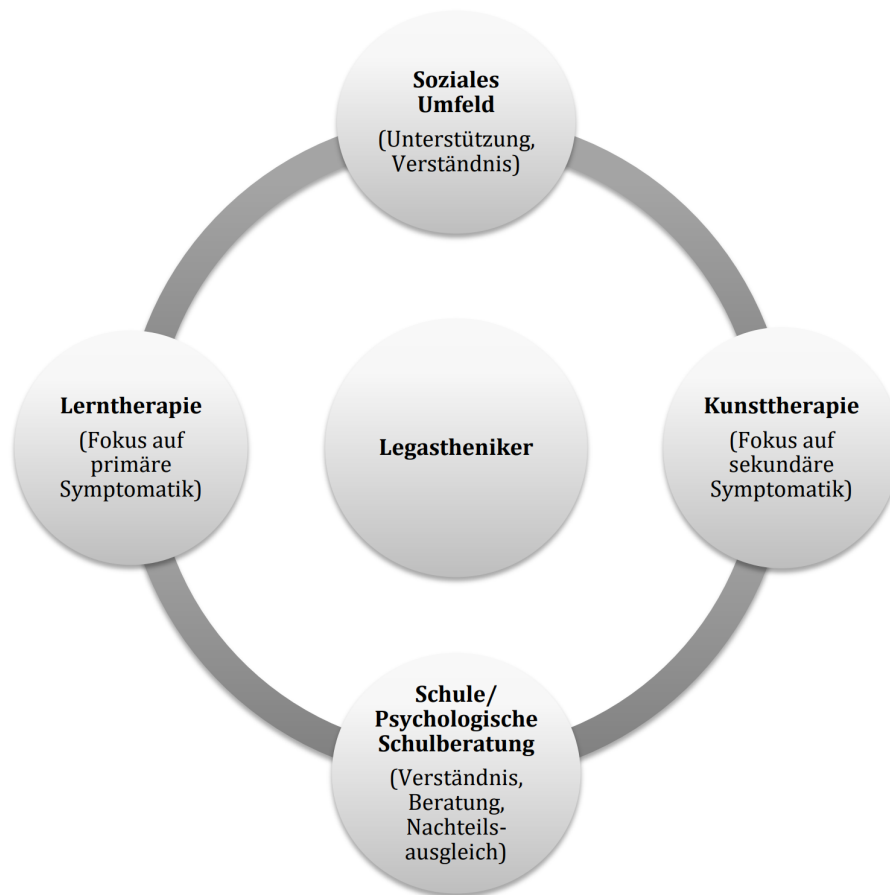 Soziales
Umfeld
(Unterstützung,
Verständnis)
Lerntherapie
(Fokus auf
primäre
Symptomatik)
Legastheniker
Kunsttherapie
(Fokus auf
sekundäre
Symptomatik)
Schule/
Psychologische
Schulberatung
(Verständnis,
Beratung,
Nachteils-
ausgleich)